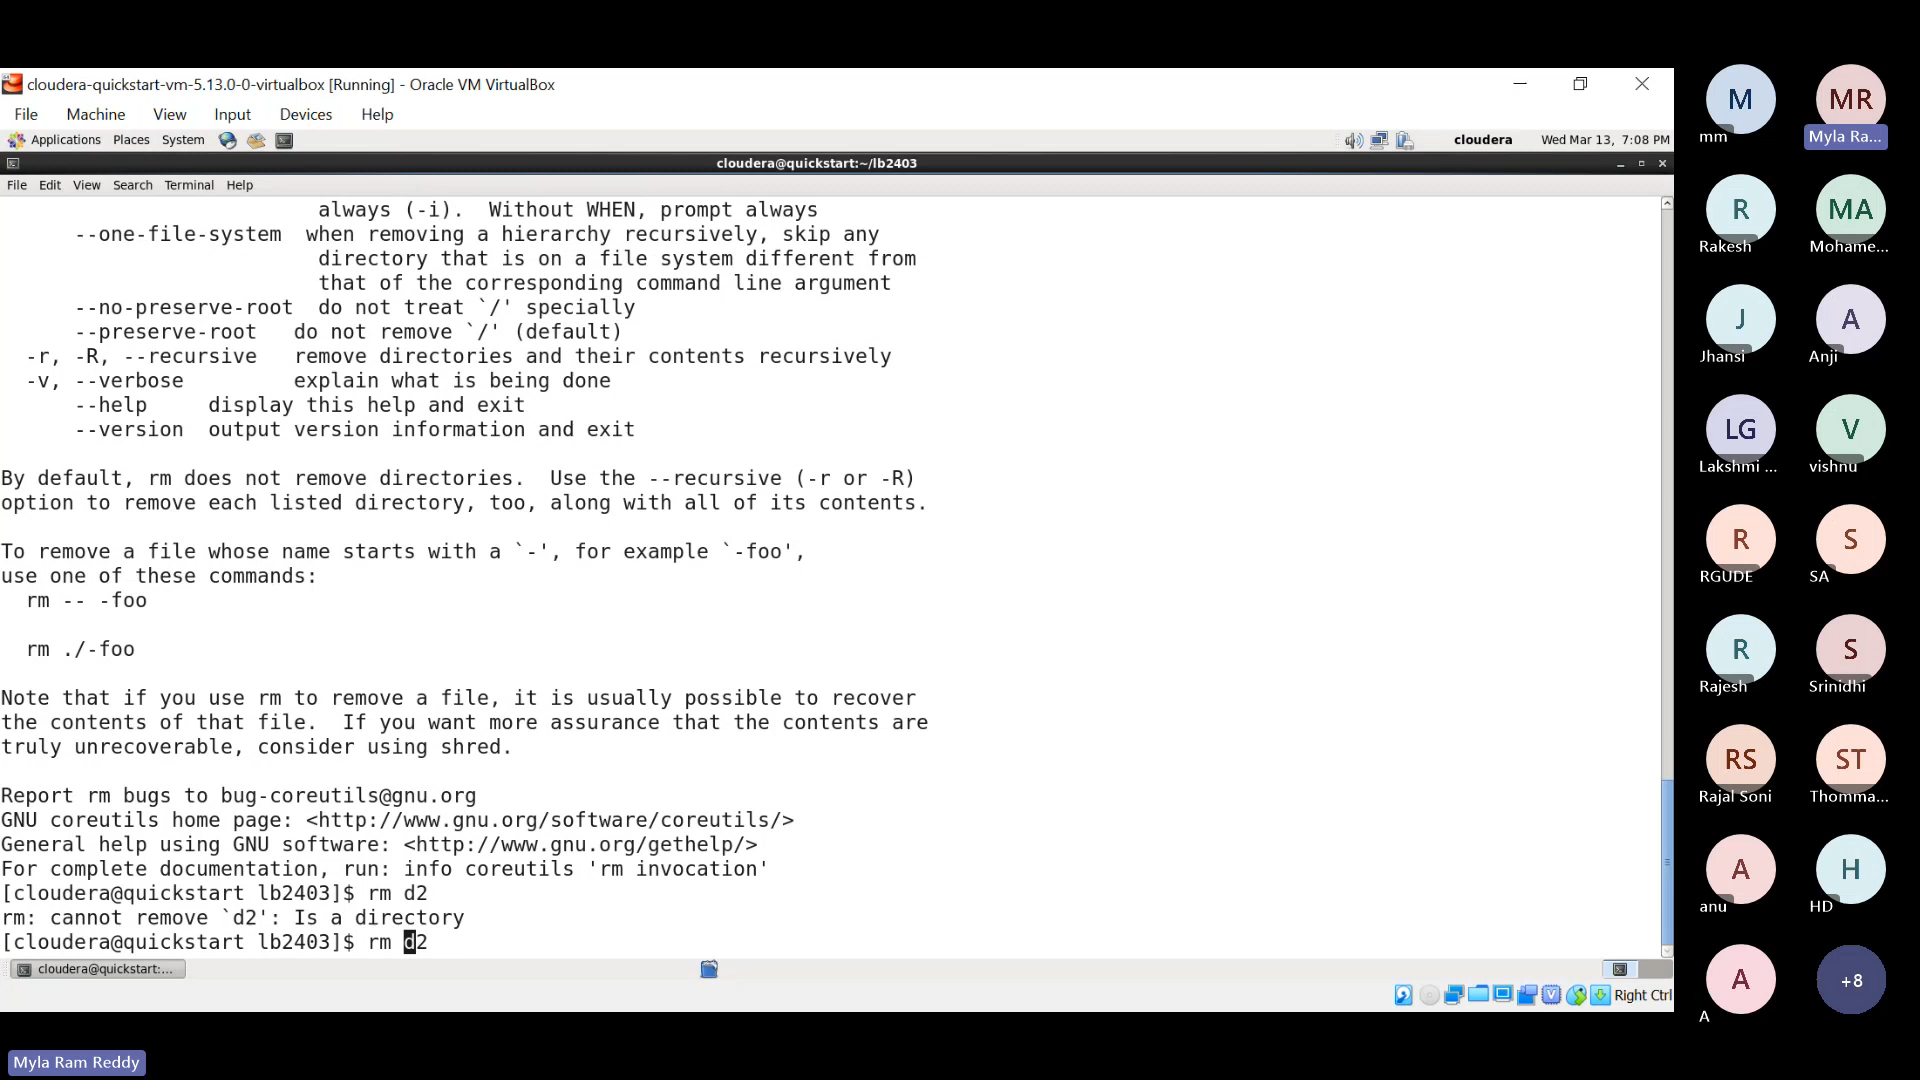 cloudera-quickstart-vm-5.13.0-0-virtualbox [Running] - Oracle VM VirtualBox
File Machine View Input Devices Help
Applications Places System cloudera Wed Mar 13, 7:08 PM
cloudera@quickstart:~/lb2403
File Edit View Search Terminal Help
always (-i).  Without WHEN, prompt always
--one-file-system  when removing a hierarchy recursively, skip any
directory that is on a file system different from
that of the corresponding command line argument
--no-preserve-root  do not treat `/' specially
--preserve-root   do not remove `/' (default)
-r, -R, --recursive   remove directories and their contents recursively
-v, --verbose         explain what is being done
--help     display this help and exit
--version  output version information and exit
By default, rm does not remove directories.  Use the --recursive (-r or -R)
option to remove each listed directory, too, along with all of its contents.
To remove a file whose name starts with a `-', for example `-foo',
use one of these commands:
rm -- -foo
rm ./-foo
Note that if you use rm to remove a file, it is usually possible to recover
the contents of that file.  If you want more assurance that the contents are
truly unrecoverable, consider using shred.
Report rm bugs to bug-coreutils@gnu.org
GNU coreutils home page: <http://www.gnu.org/software/coreutils/>
General help using GNU software: <http://www.gnu.org/gethelp/>
For complete documentation, run: info coreutils 'rm invocation'
[cloudera@quickstart lb2403]$ rm d2
rm: cannot remove `d2': Is a directory
[cloudera@quickstart lb2403]$ rm d2
cloudera@quickstart:...
Right Ctrl
Myla Ram Reddy
M MR
mm Myla Ra...
R MA
Rakesh Mohame...
J A
Jhansi Anji
LG V
Lakshmi ... vishnu
R S
RGUDE SA
R S
Rajesh Srinidhi
RS ST
Rajal Soni Thomma...
A H
anu HD
A +8
A